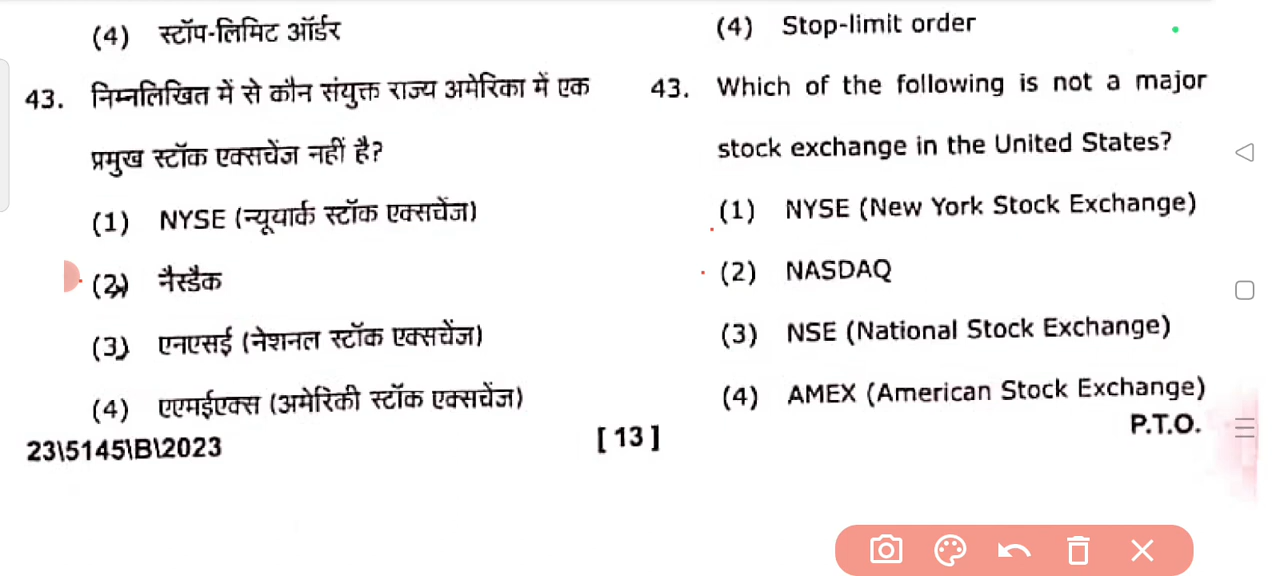 (4) स्टॉप-लिमिट ऑर्डर
43. निम्नलिखित में से कौन संयुक्त राज्य अमेरिका में एक
प्रमुख स्टॉक एक्सचेंज नहीं है?
(1) NYSE (न्यूयार्क स्टॉक एक्सचेंज)
(2) नैस्डैक
(3) एनएसई (नेशनल स्टॉक एक्सचेंज)
(4) एएमईएक्स (अमेरिकी स्टॉक एक्सचेंज)
23\5145\B\2023
[ 13 ]
(4) Stop-limit order
43. Which of the following is not a major
stock exchange in the United States?
(1) NYSE (New York Stock Exchange)
(2) NASDAQ
(3) NSE (National Stock Exchange)
(4) AMEX (American Stock Exchange)
P.T.O.